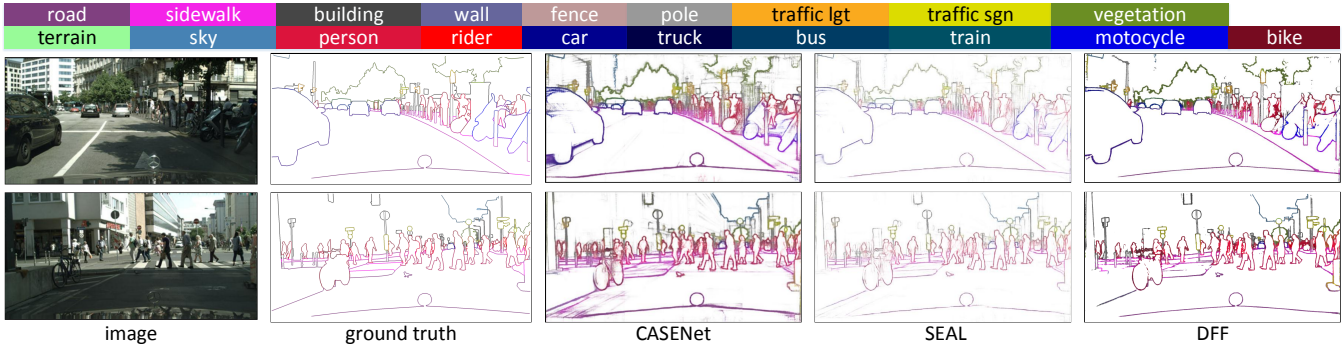 road sidewalk building wall fence pole traffic lgt traffic sgn vegetation
terrain sky person rider car truck bus train motocycle bike
image ground truth CASENet SEAL DFF